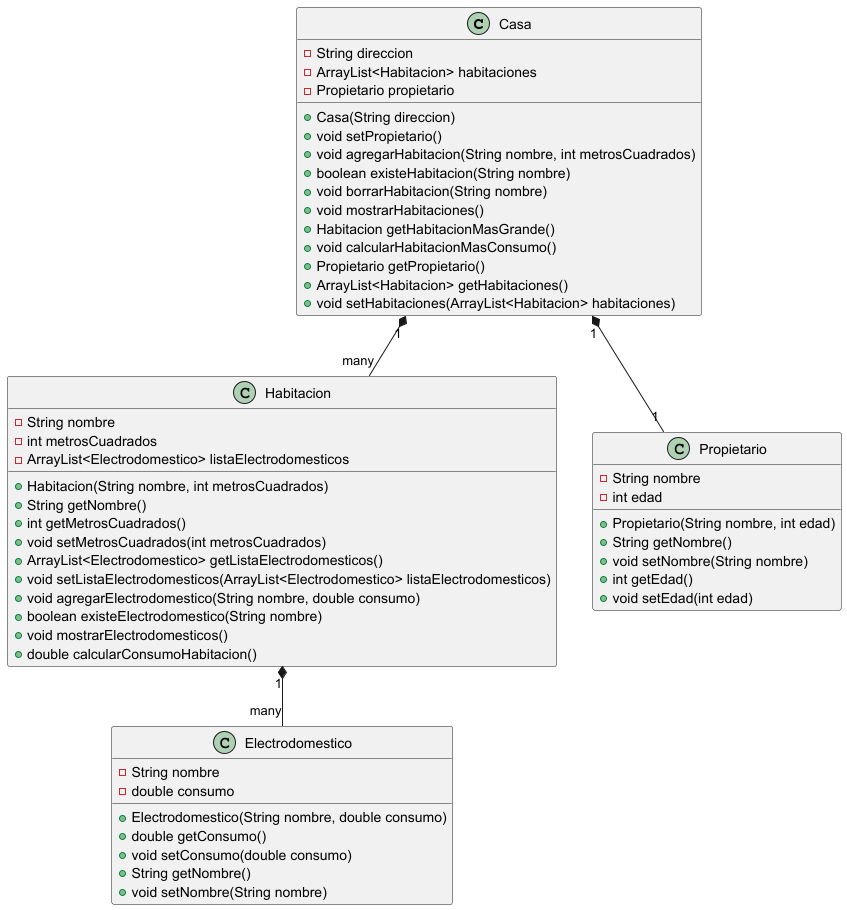 C Casa
String direccion
ArrayList<Habitacion> habitaciones
Propietario propietario
Casa(String direccion)
void setPropietario()
void agregarHabitacion(String nombre, int metrosCuadrados)
boolean existeHabitacion(String nombre)
void borrarHabitacion(String nombre)
void mostrarHabitaciones()
Habitacion getHabitacionMasGrande()
void calcularHabitacionMasConsumo()
Propietario getPropietario()
ArrayList<Habitacion> getHabitaciones()
void setHabitaciones(ArrayList<Habitacion> habitaciones)
1
1
many
1
C Habitacion
String nombre
int metrosCuadrados
ArrayList<Electrodomestico> listaElectrodomesticos
Habitacion(String nombre, int metrosCuadrados)
String getNombre()
int getMetrosCuadrados()
void setMetrosCuadrados(int metrosCuadrados)
ArrayList<Electrodomestico> getListaElectrodomesticos()
void setListaElectrodomesticos(ArrayList<Electrodomestico> listaElectrodomesticos)
void agregarElectrodomestico(String nombre, double consumo)
boolean existeElectrodomestico(String nombre)
void mostrarElectrodomesticos()
double calcularConsumoHabitacion()
C Propietario
String nombre
int edad
Propietario(String nombre, int edad)
String getNombre()
void setNombre(String nombre)
int getEdad()
void setEdad(int edad)
1
many
C Electrodomestico
String nombre
double consumo
Electrodomestico(String nombre, double consumo)
double getConsumo()
void setConsumo(double consumo)
String getNombre()
void setNombre(String nombre)